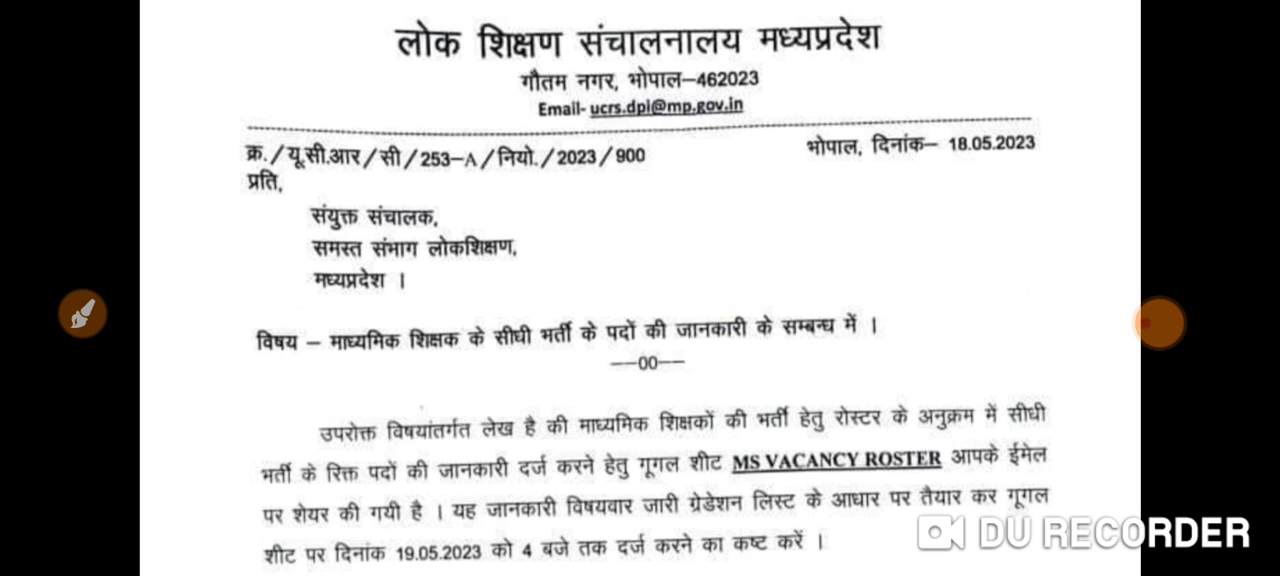 लोक शिक्षण संचालनालय मध्यप्रदेश
गौतम नगर, भोपाल–462023
Email- ucrs.dpi@mp.gov.in
क्र./यू.सी.आर/सी/253–A/नियो./2023/900 भोपाल, दिनांक– 18.05.2023
प्रति,
संयुक्त संचालक,
समस्त संभाग लोकशिक्षण,
मध्यप्रदेश ।
विषय – माध्यमिक शिक्षक के सीधी भर्ती के पदों की जानकारी के सम्बन्ध में ।
—00—
उपरोक्त विषयांतर्गत लेख है की माध्यमिक शिक्षकों की भर्ती हेतु रोस्टर के अनुक्रम में सीधी
भर्ती के रिक्त पदों की जानकारी दर्ज करने हेतु गूगल शीट MS VACANCY ROSTER आपके ईमेल
पर शेयर की गयी है । यह जानकारी विषयवार जारी ग्रेडेशन लिस्ट के आधार पर तैयार कर गूगल
शीट पर दिनांक 19.05.2023 को 4 बजे तक दर्ज करने का कष्ट करें ।
DU RECORDER